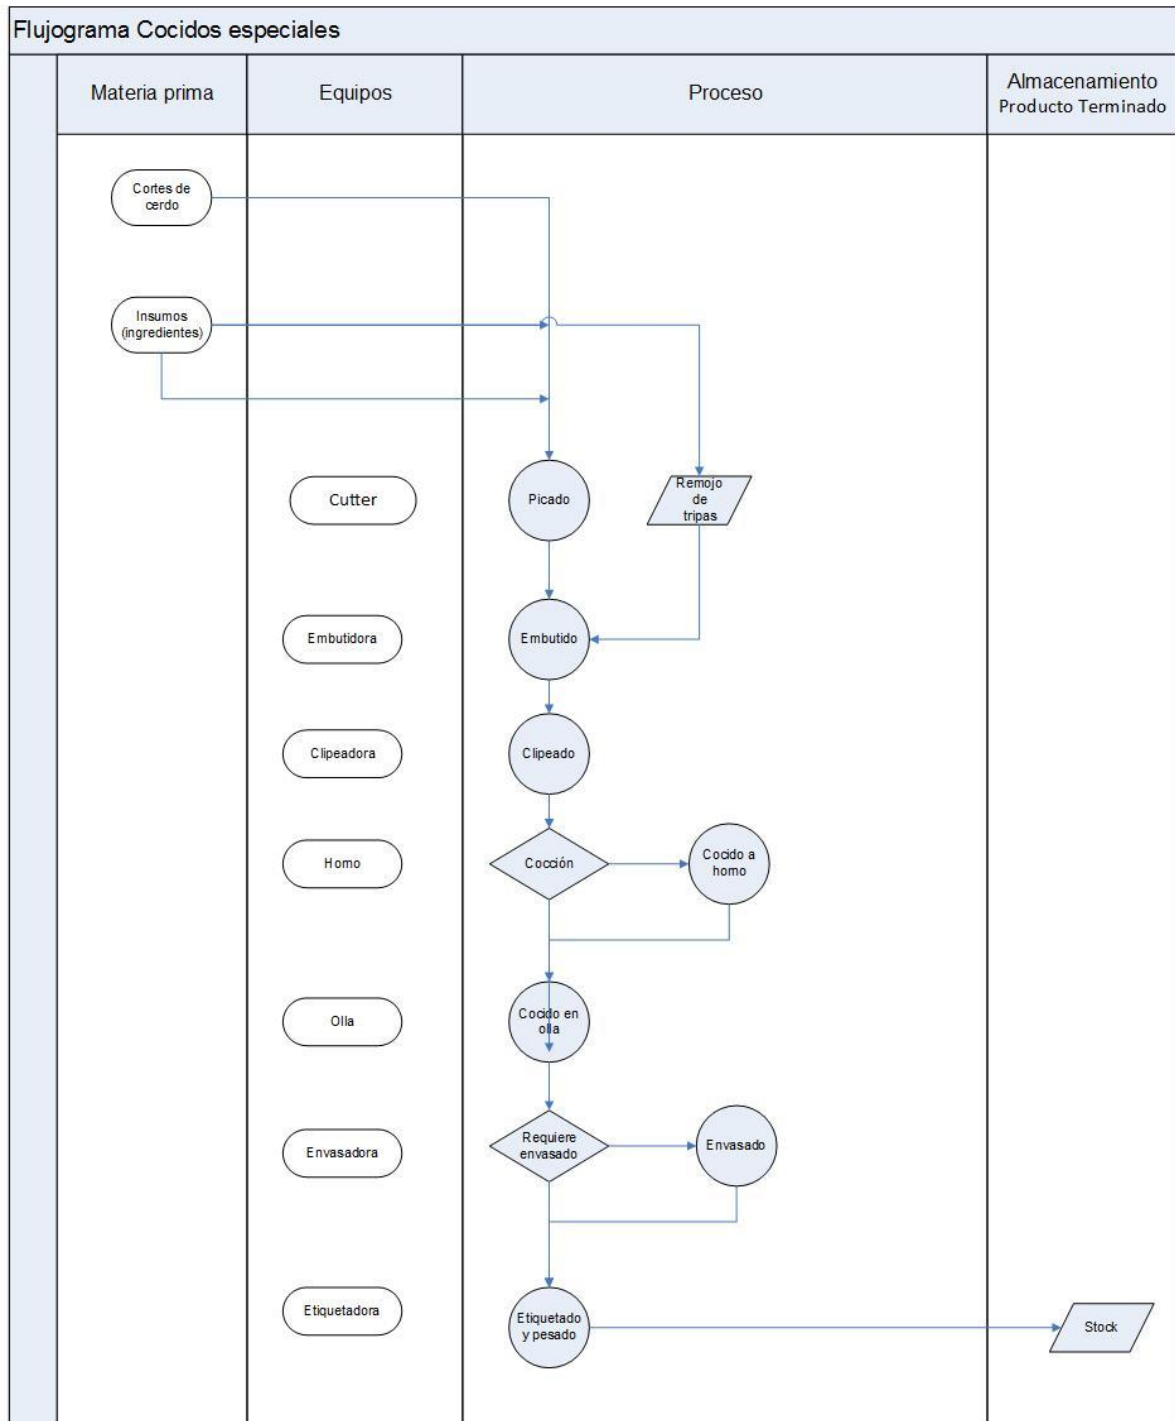 Flujograma Cocidos especiales
Materia prima
Equipos
Proceso
Almacenamiento
Producto Terminado
Cortes de
cerdo
Insumos
(ingredientes)
Cutter
Picado
Remojo
de
tripas
Embutidora
Embutido
Clipeadora
Clipeado
Horno
Cocción
Cocido a
horno
Olla
Cocido en
olla
Envasadora
Requiere
envasado
Envasado
Etiquetadora
Etiquetado
y pesado
Stock